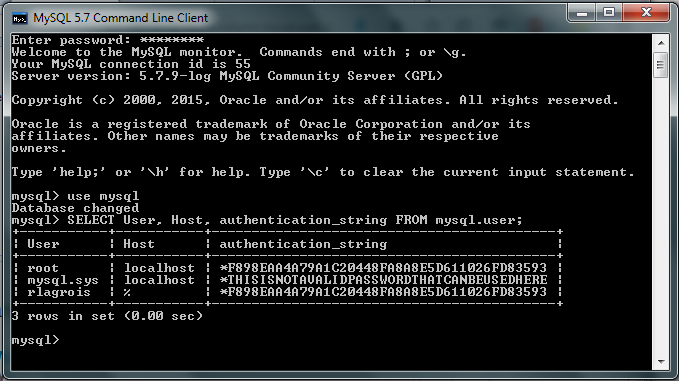 MySQL 5.7 Command Line Client
Enter password: ********
Welcome to the MySQL monitor.  Commands end with ; or \g.
Your MySQL connection id is 55
Server version: 5.7.9-log MySQL Community Server (GPL)
Copyright (c) 2000, 2015, Oracle and/or its affiliates. All rights reserved.
Oracle is a registered trademark of Oracle Corporation and/or its
affiliates. Other names may be trademarks of their respective
owners.
Type 'help;' or '\h' for help. Type '\c' to clear the current input statement.
mysql> use mysql
Database changed
mysql> SELECT User, Host, authentication_string FROM mysql.user;
+-----------+-----------+-------------------------------------------+
| User      | Host      | authentication_string                     |
+-----------+-----------+-------------------------------------------+
| root      | localhost | *F898EAA4A79A1C20448FA8A8E5D611026FD83593 |
| mysql.sys | localhost | *THISISNOTAVALIDPASSWORDTHATCANBEUSEDHERE |
| rlagrois  | %         | *F898EAA4A79A1C20448FA8A8E5D611026FD83593 |
+-----------+-----------+-------------------------------------------+
3 rows in set (0.00 sec)
mysql>